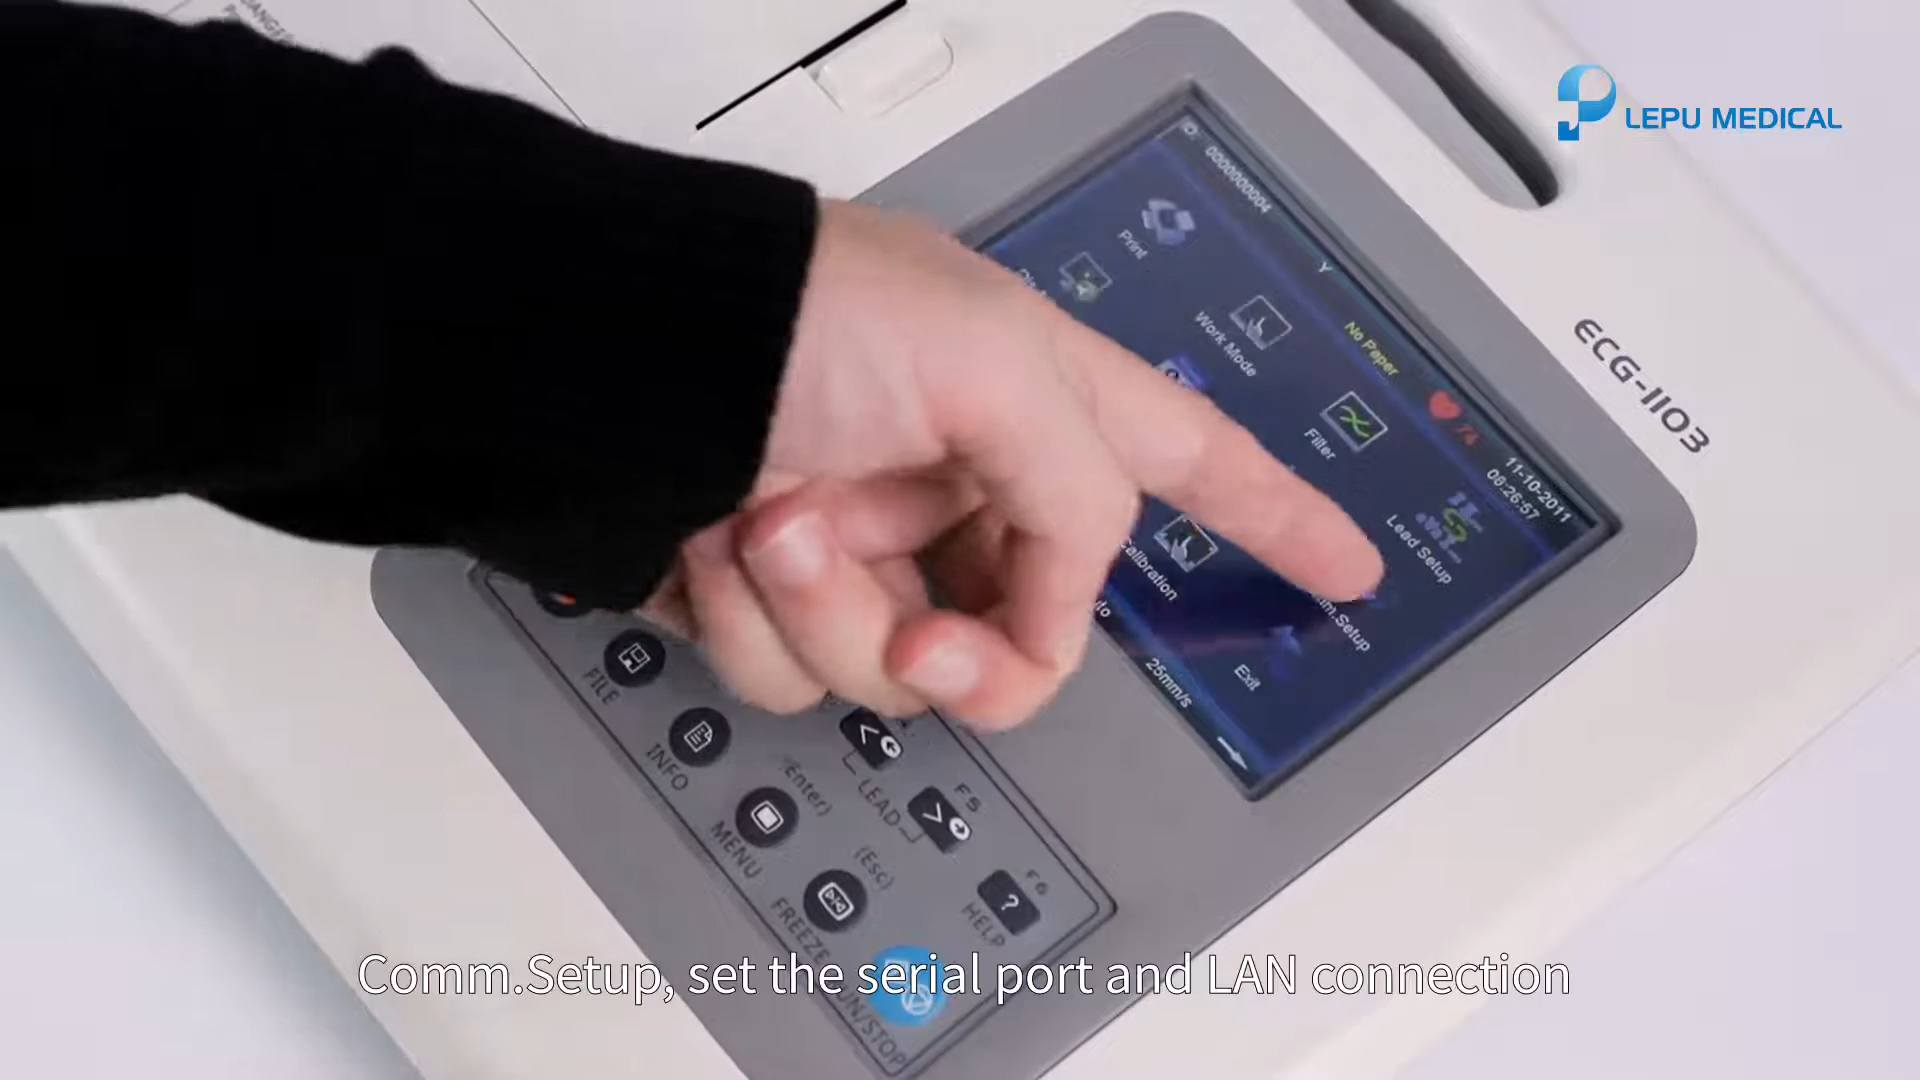 LEPU MEDICAL
ECG-1103
0000000004
No Paper
74
11-10-2011
06:26:57
Print
Work Mode
Filter
Lead Setup
Calibration
Exit
25mm/s
FILE
INFO
(Enter)
MENU
(Esc)
FREEZE
LEAD
F5
F6
HELP
Comm.Setup, set the serial port and LAN connection